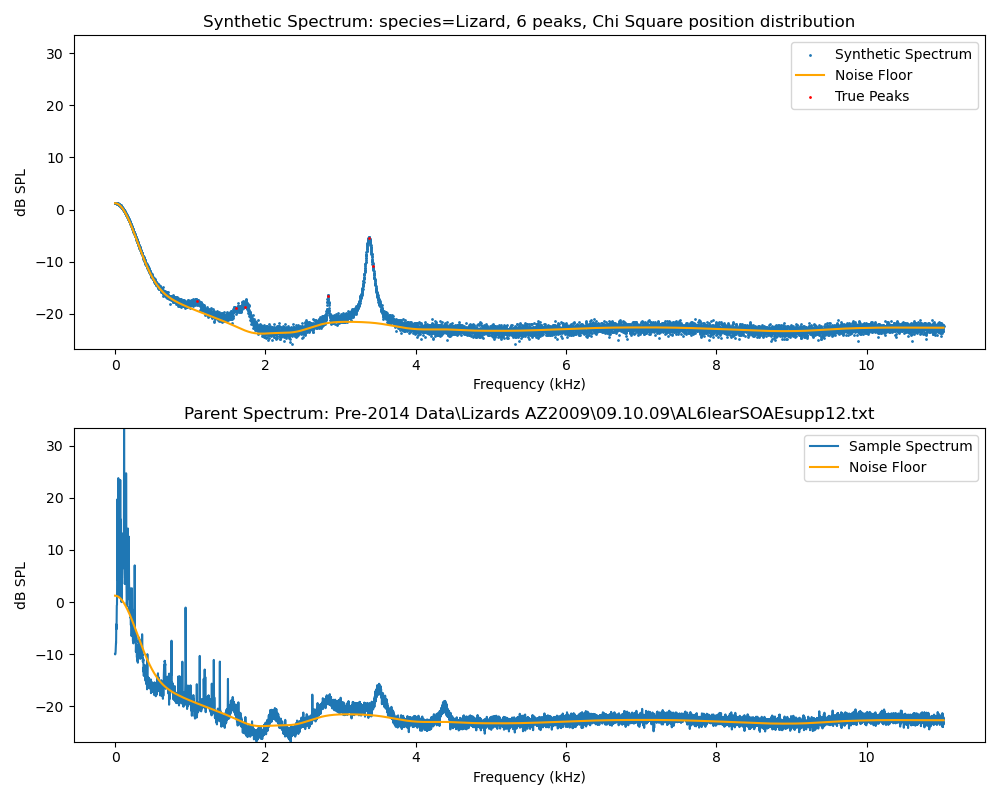 Synthetic Spectrum: species=Lizard, 6 peaks, Chi Square position distribution
30
20
10
0
−10
−20
dB SPL
Synthetic Spectrum
Noise Floor
True Peaks
0 2 4 6 8 10
Frequency (kHz)
Parent Spectrum: Pre-2014 Data\Lizards AZ2009\09.10.09\AL6learSOAEsupp12.txt
30
20
10
0
−10
−20
dB SPL
Sample Spectrum
Noise Floor
0 2 4 6 8 10
Frequency (kHz)